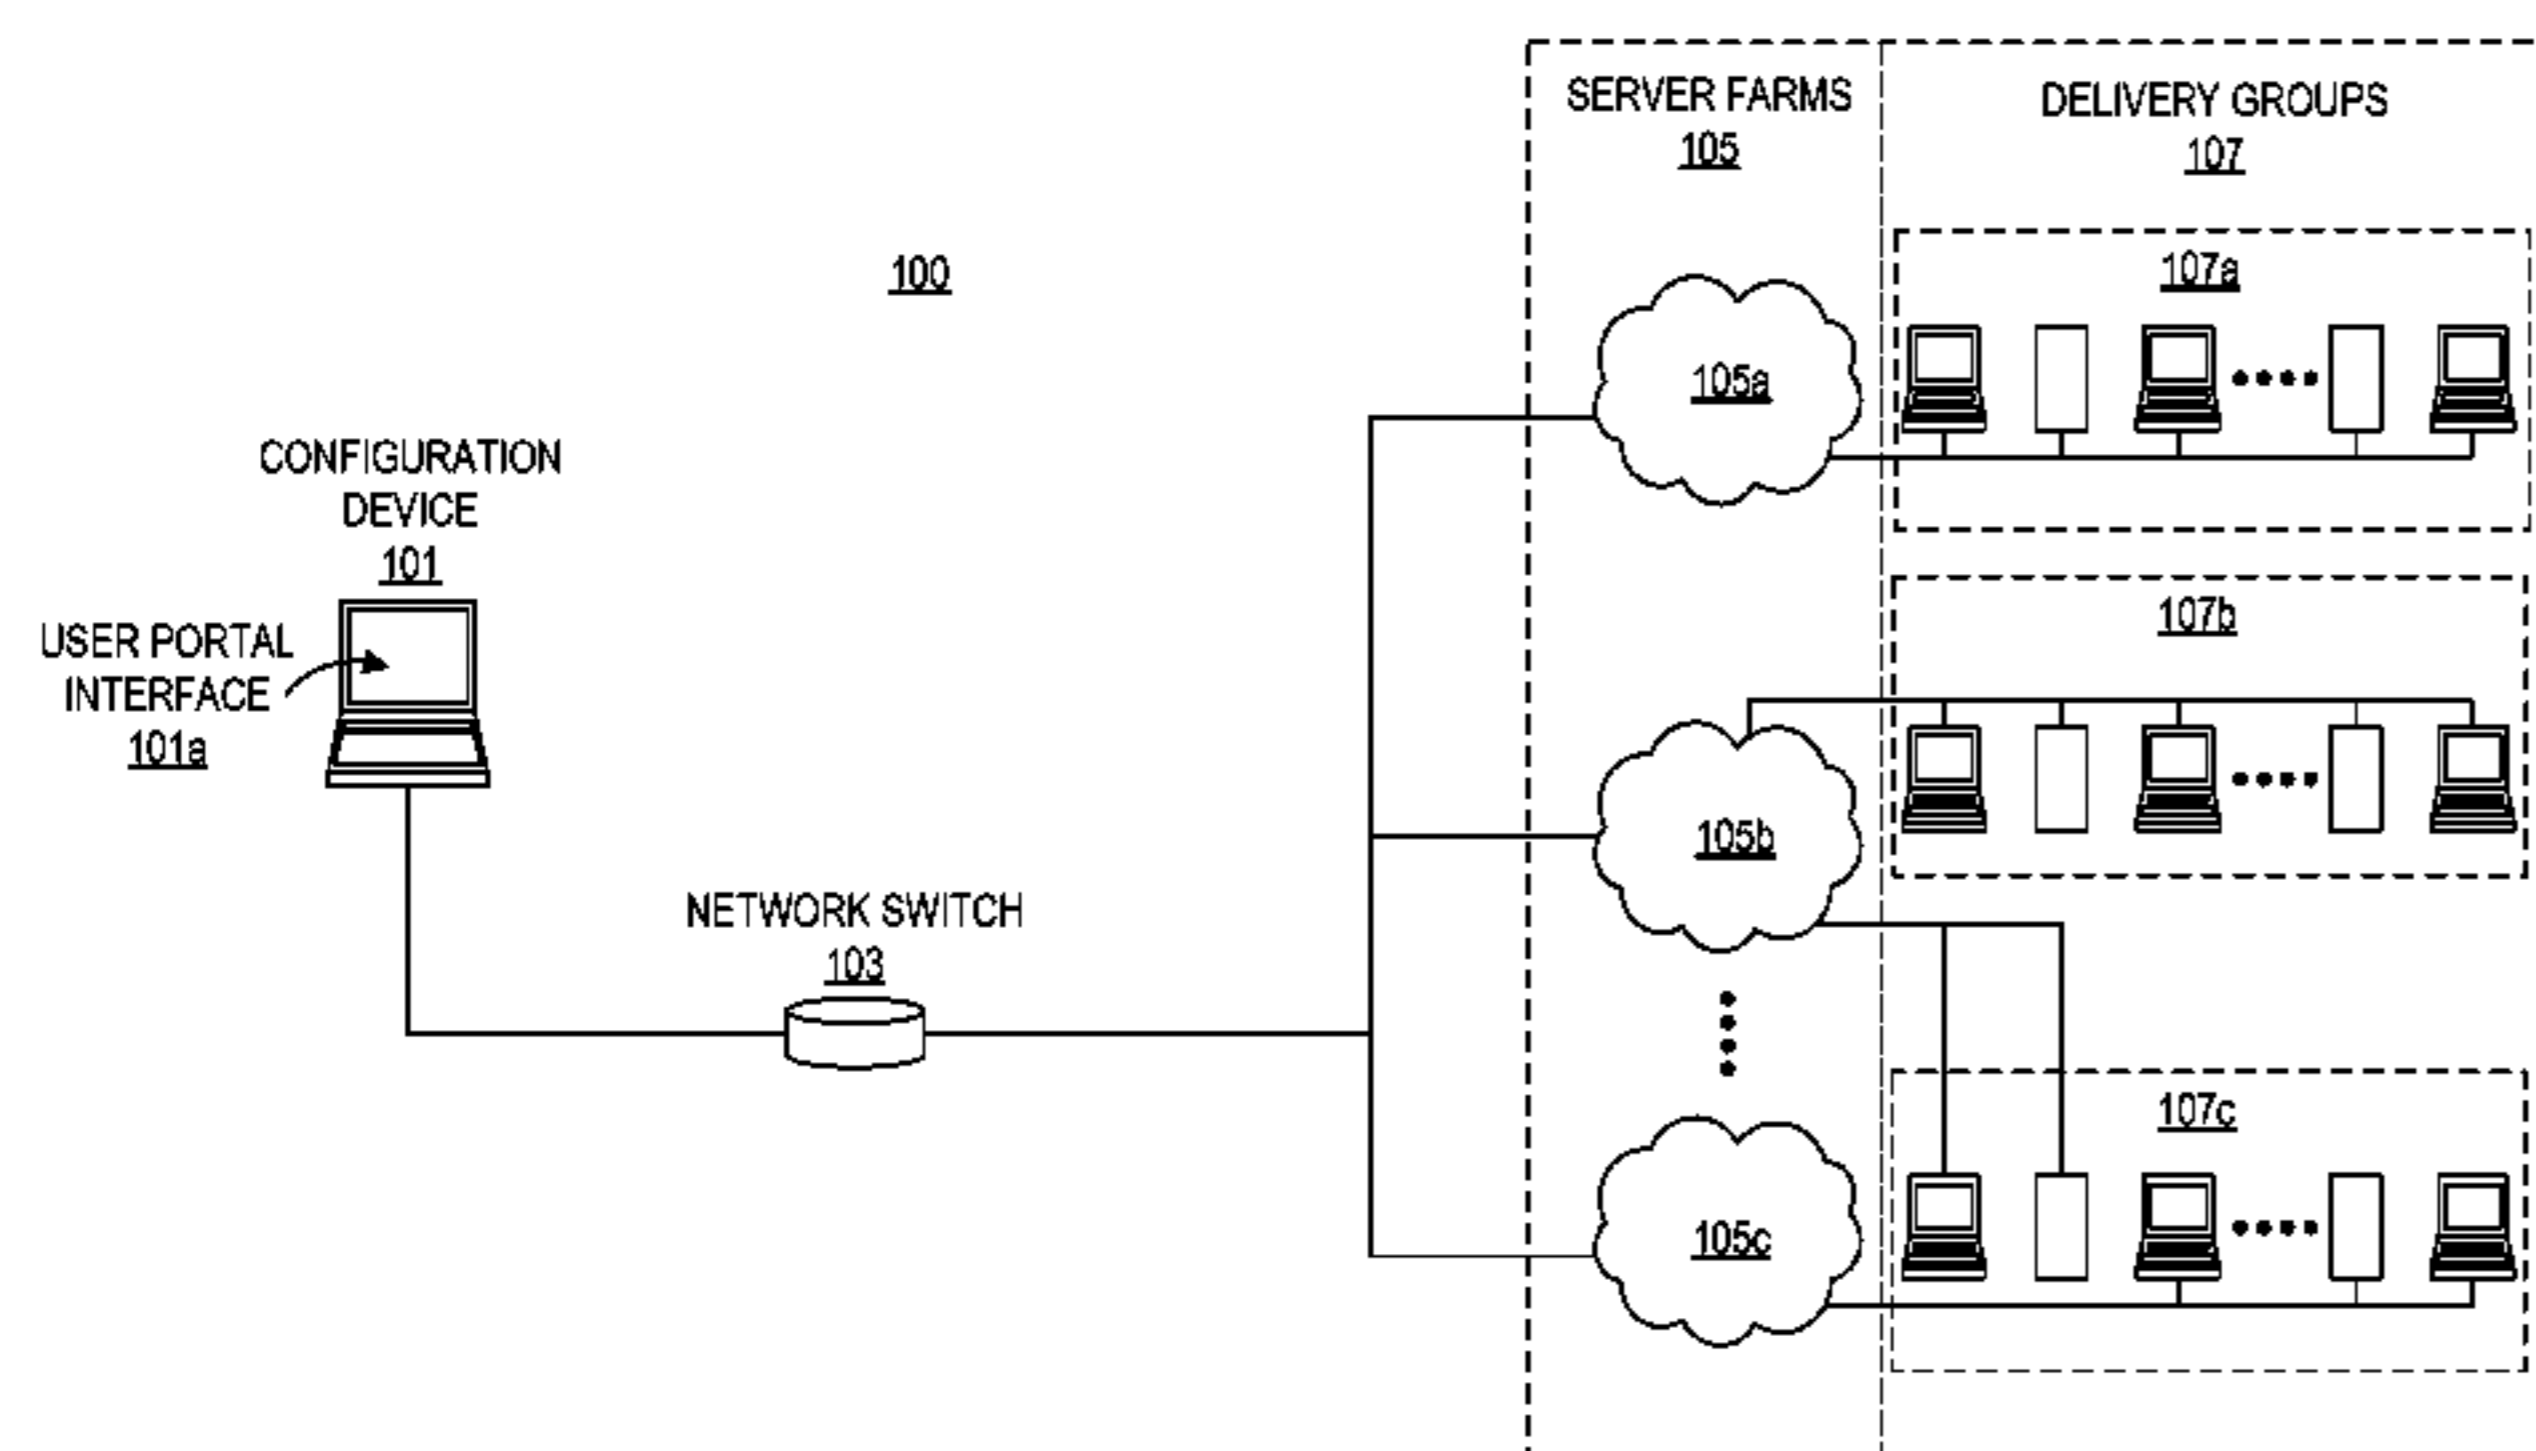 SERVER FARMS
105
DELIVERY GROUPS
107
100
107a
105a
CONFIGURATION
DEVICE
101
USER PORTAL
INTERFACE
101a
107b
105b
NETWORK SWITCH
103
107c
105c